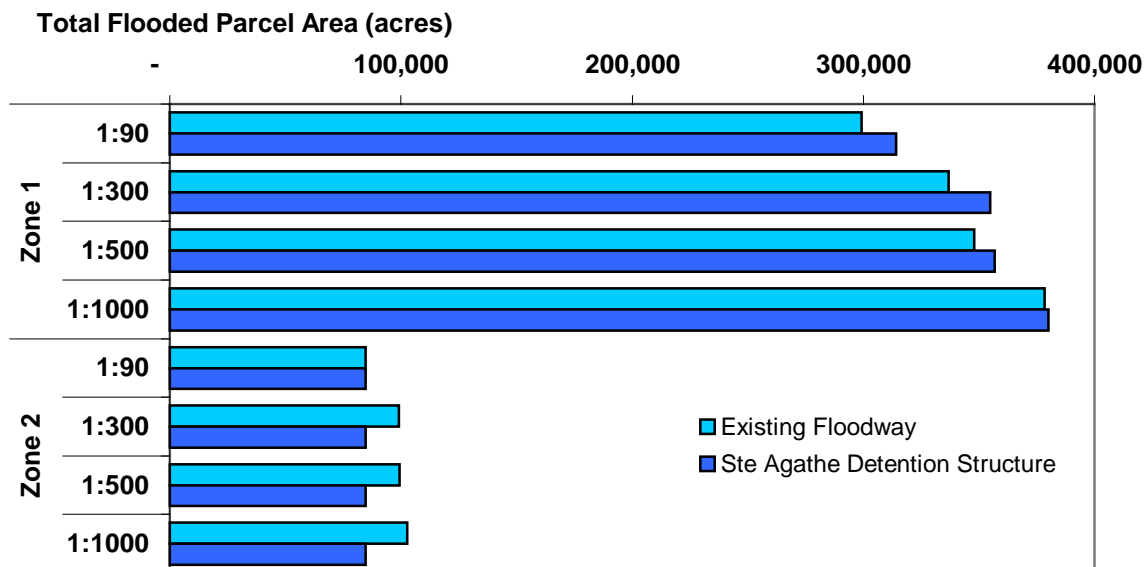 Total Flooded Parcel Area (acres)
- 100,000 200,000 300,000 400,000
Zone 1
1:90
1:300
1:500
1:1000
Zone 2
1:90
1:300
1:500
1:1000
Existing Floodway
Ste Agathe Detention Structure